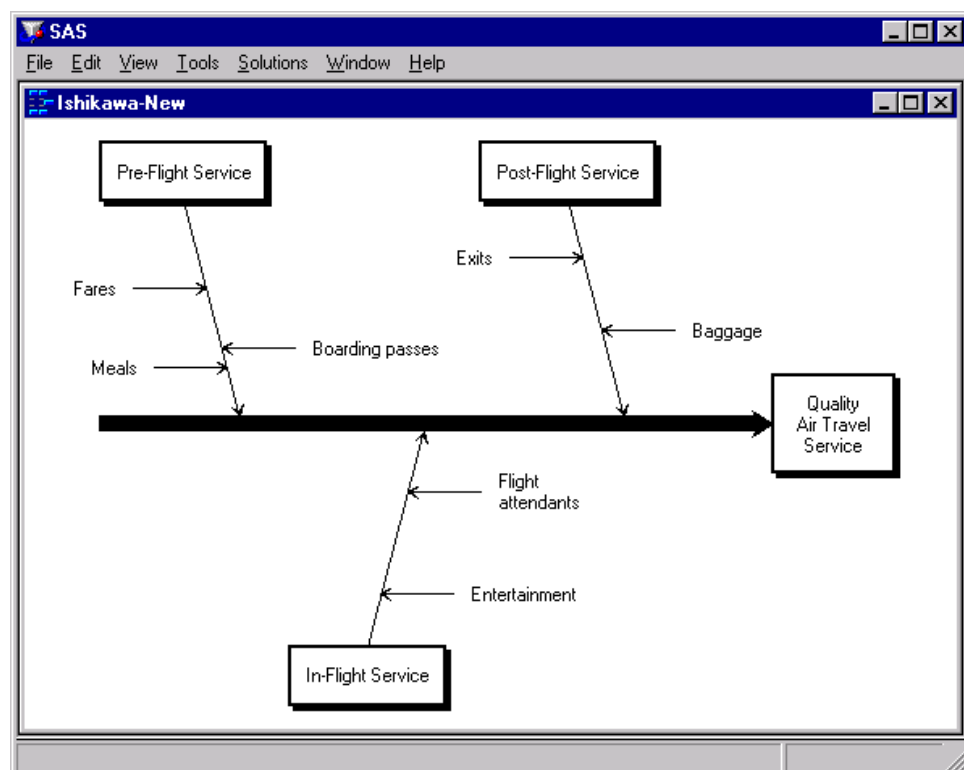 SAS
File Edit View Tools Solutions Window Help
Ishikawa-New
Pre-Flight Service
Post-Flight Service
Exits
Fares
Baggage
Boarding passes
Meals
Quality
Air Travel
Service
Flight
attendants
Entertainment
In-Flight Service